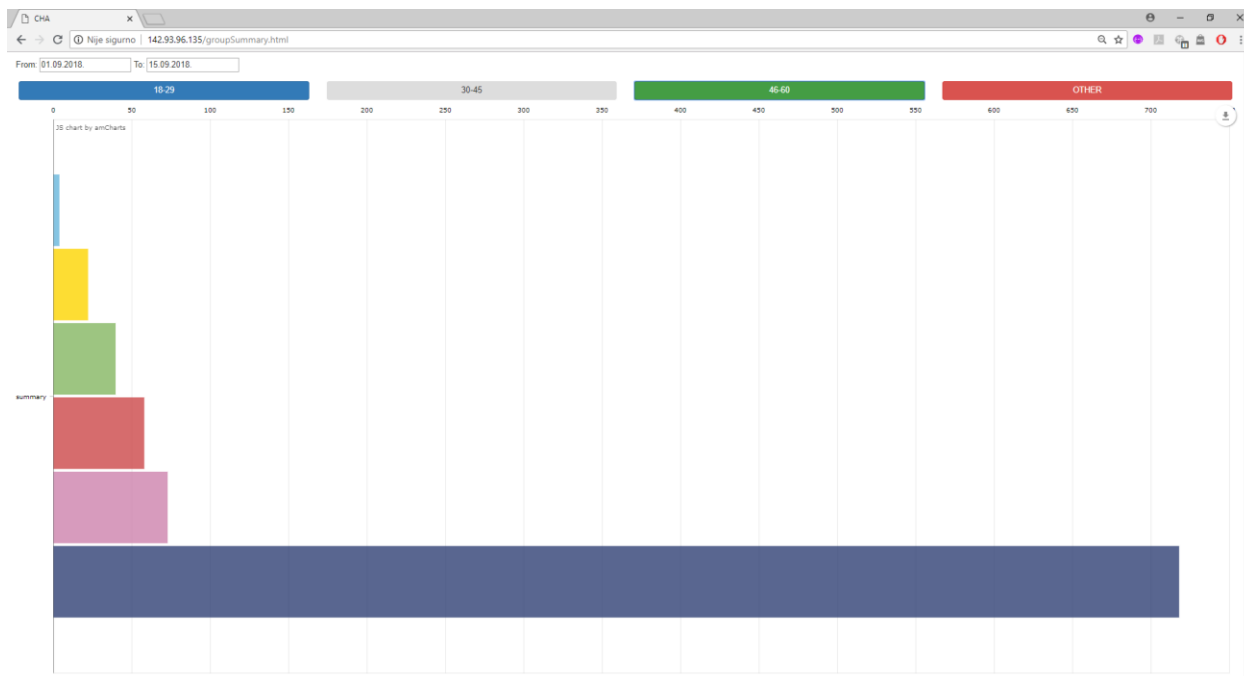 CHA
Nije sigurno | 142.93.96.135/groupSummary.html
From: 01.09.2018. To: 15.09.2018.
18-29 30-45 46-60 OTHER
0 50 100 150 200 250 300 350 400 450 500 550 600 650 700
JS chart by amCharts
summary